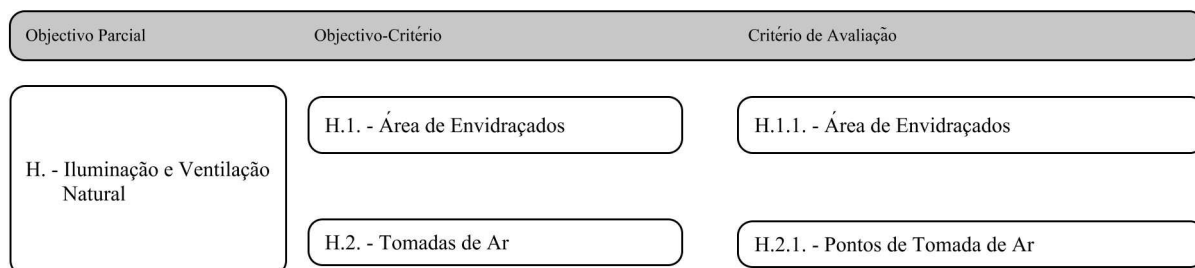 Objectivo Parcial
Objectivo-Critério
Critério de Avaliação
H. - Iluminação e Ventilação
Natural
H.1. - Área de Envidraçados
H.1.1. - Área de Envidraçados
H.2. - Tomadas de Ar
H.2.1. - Pontos de Tomada de Ar